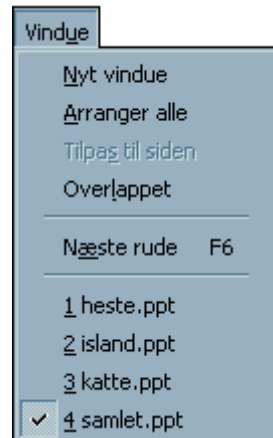 Vindue
Nyt vindue
Arranger alle
Tilpas til siden
Overlappet
Næste rude F6
1 heste.ppt
2 island.ppt
3 katte.ppt
4 samlet.ppt